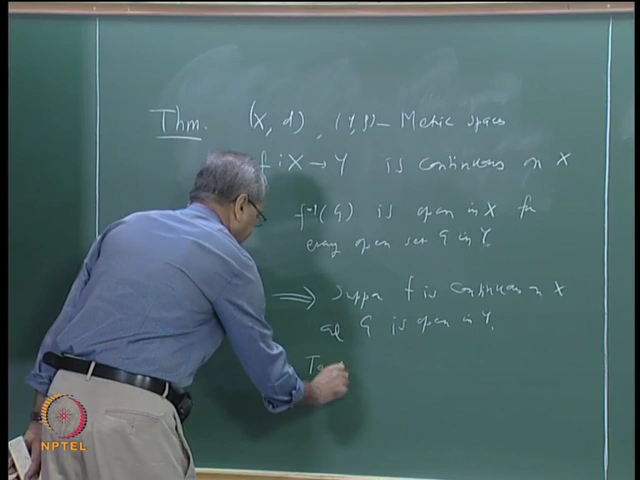 Thm. (X, d), (Y, ρ) - Metric spaces
f : X → Y is continuous on X
f⁻¹(G) is open in X for
every open set G in Y.
⟹ Suppose f is continuous on X
and G is open in Y.
To
NPTEL